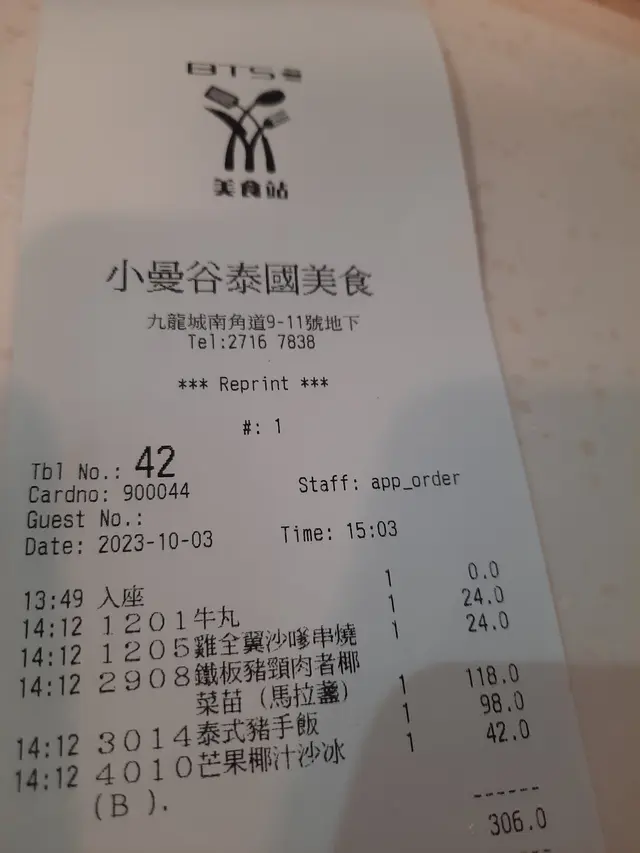 BTS
美食站
小曼谷泰國美食
九龍城南角道9-11號地下
Tel:2716 7838
*** Reprint ***
#: 1
Tbl No.: 42
Cardno: 900044
Staff: app_order
Guest No.:
Date: 2023-10-03
Time: 15:03
13:49 入座 1 0.0
14:12 1201牛丸 1 24.0
14:12 1205雞全翼沙嗲串燒 1 24.0
14:12 2908鐵板豬頸肉者椰
菜苗 (馬拉盞) 1 118.0
14:12 3014泰式豬手飯 1 98.0
14:12 4010芒果椰汁沙冰 1 42.0
(B ).
------
306.0